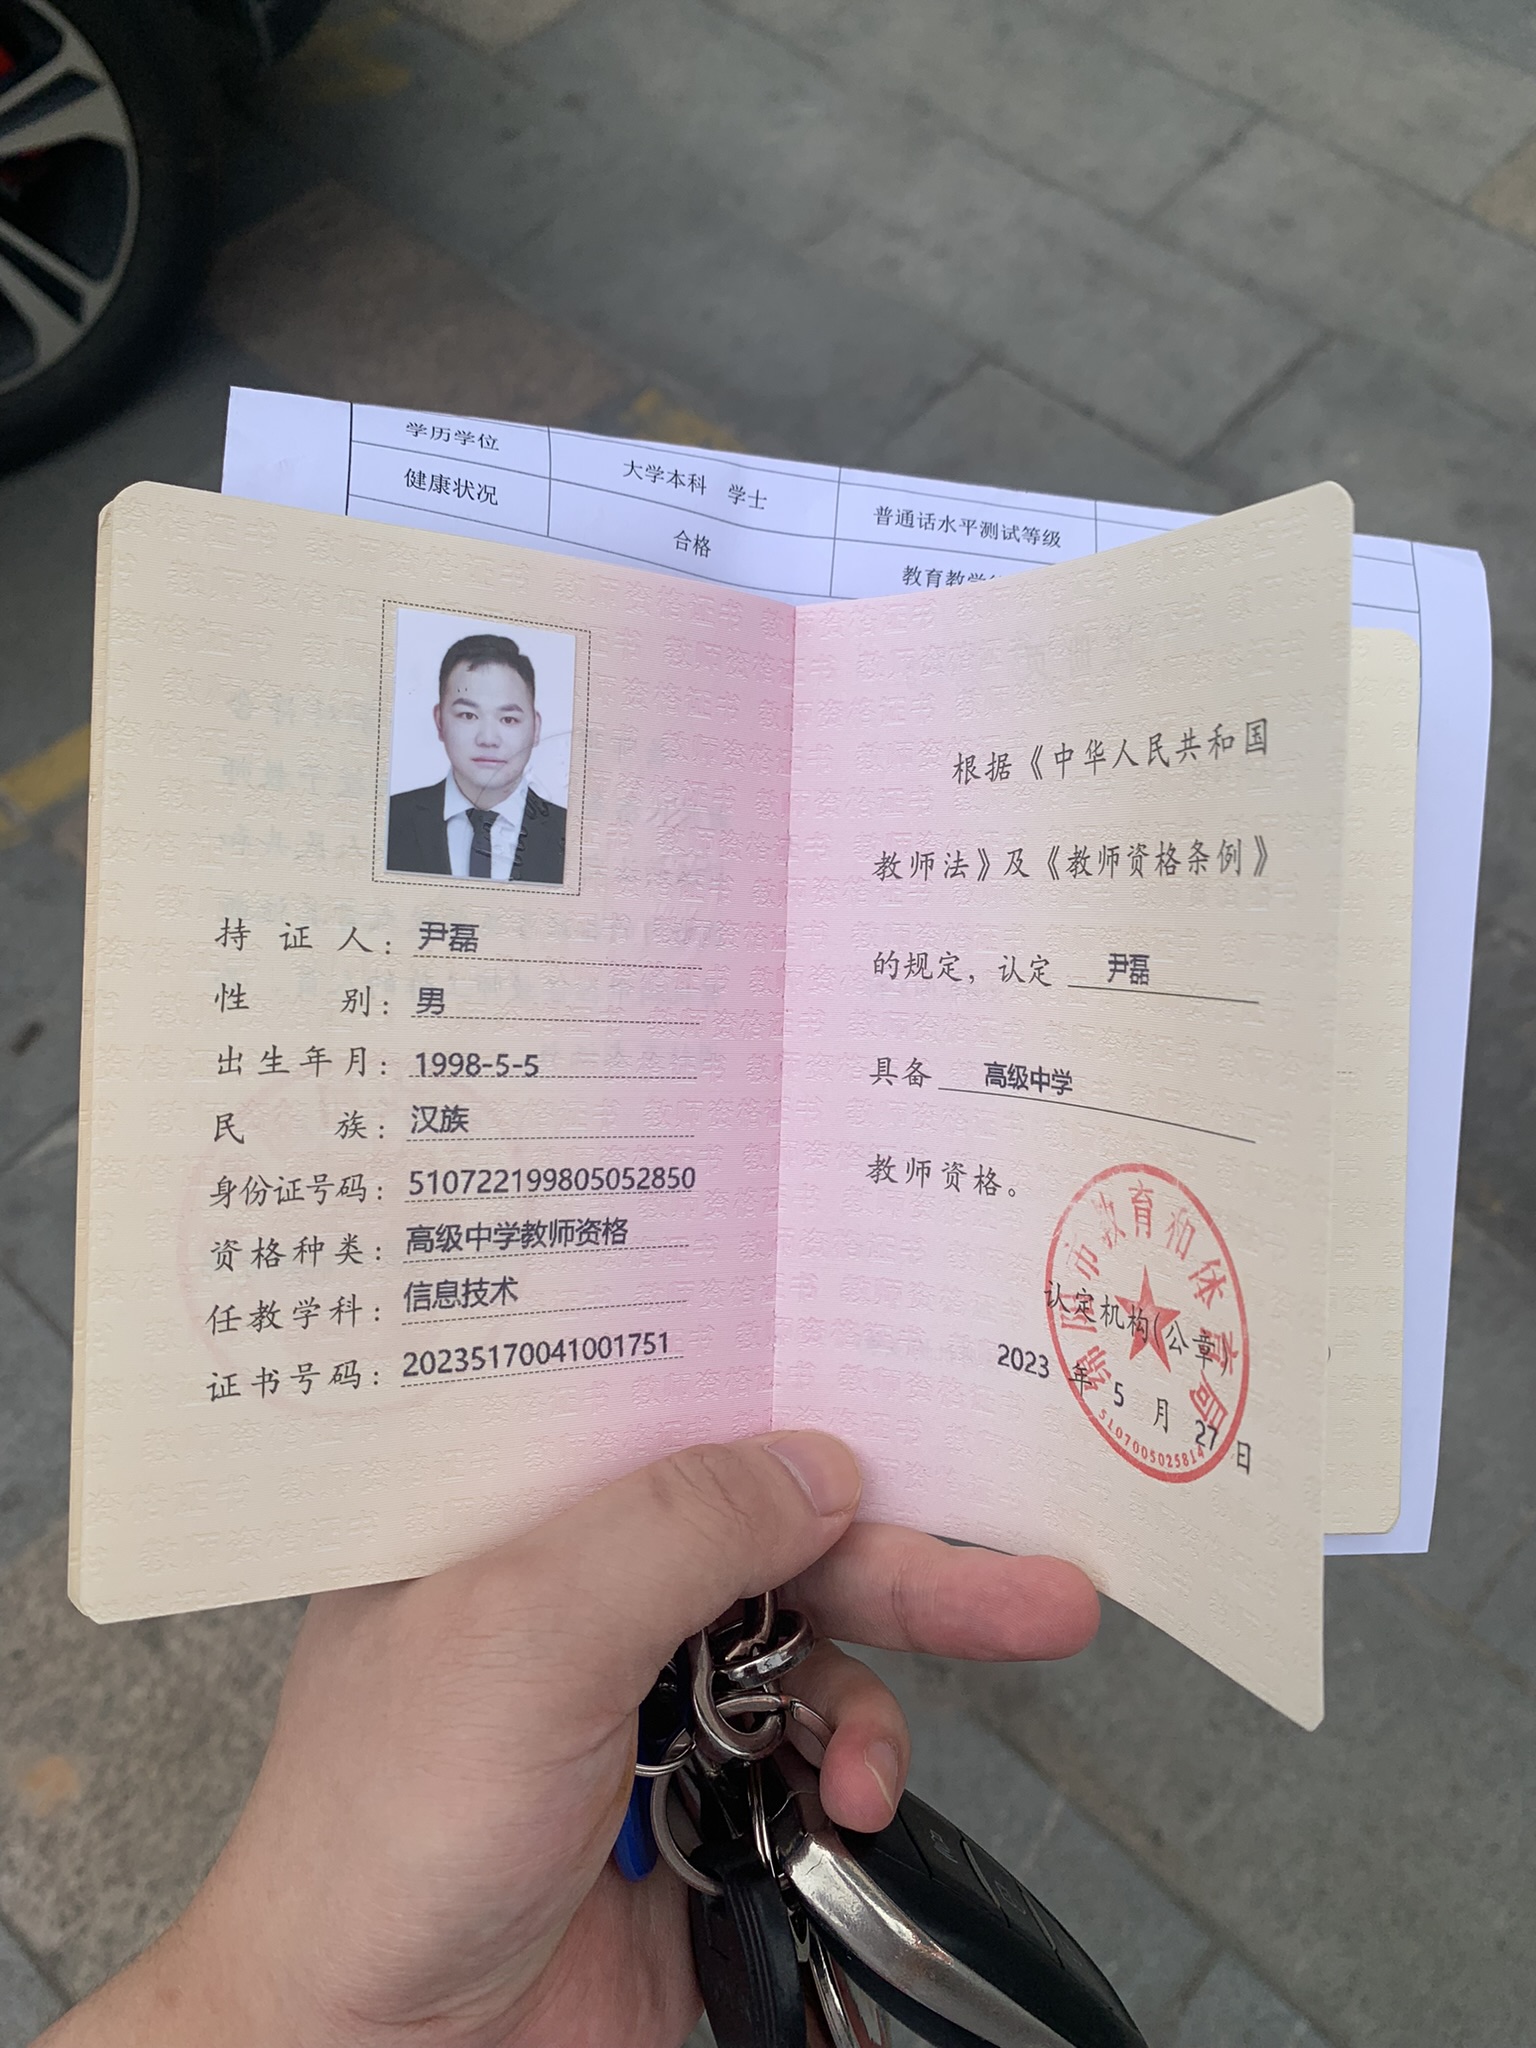 学历学位
大学本科 学士
健康状况
合格
普通话水平测试等级
教育教学
持证人：尹磊
性别：男
出生年月：1998-5-5
民族：汉族
身份证号码：510722199805052850
资格种类：高级中学教师资格
任教学科：信息技术
证书号码：20235170041001751
根据《中华人民共和国
教师法》及《教师资格条例》
的规定，认定 尹磊
具备 高级中学
教师资格。
绵阳市教育和体育局
认定机构(公章)
2023 年 5 月 27 日
5107005025814